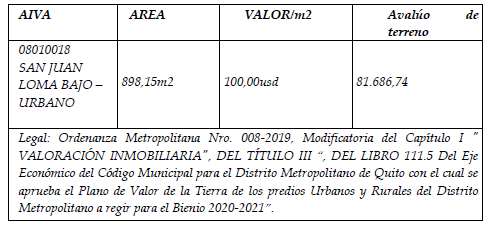 AIVA AREA VALOR/m2 Avalúo de
terreno
08010018
SAN JUAN
LOMA BAJO –
URBANO
898,15m2 100,00usd 81.686,74
Legal: Ordenanza Metropolitana Nro. 008-2019, Modificatoria del Capítulo I "
VALORACIÓN INMOBILIARIA", DEL TÍTULO III “, DEL LIBRO 111.5 Del Eje
Económico del Código Municipal para el Distrito Metropolitano de Quito con el cual se
aprueba el Plano de Valor de la Tierra de los predios Urbanos y Rurales del Distrito
Metropolitano a regir para el Bienio 2020-2021”.